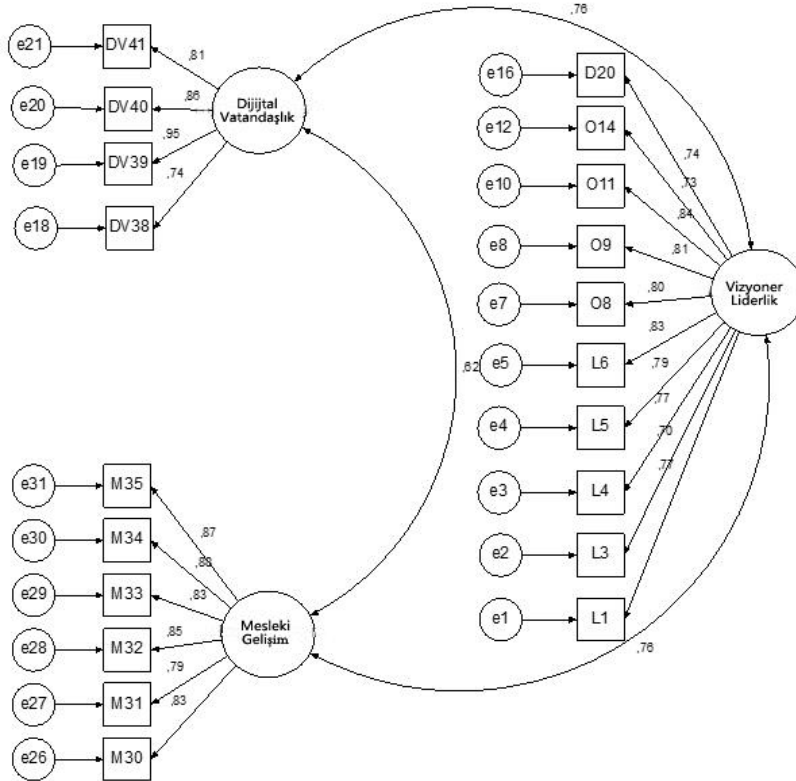 ,76
e21
DV41
,81
e20
DV40
,86
Dijijtal
Vatandaşlık
e19
DV39
,95
e18
DV38
,74
e16
D20
,74
e12
O14
,73
e10
O11
,84
e8
O9
,81
e7
O8
,80
Vizyoner
Liderlik
e5
L6
,83
e4
L5
,79
e3
L4
,77
e2
L3
,70
e1
L1
,77
,62
e31
M35
,87
e30
M34
e29
M33
,83
e28
M32
,85
Mesleki
Gelişim
e27
M31
,79
e26
M30
,83
,76